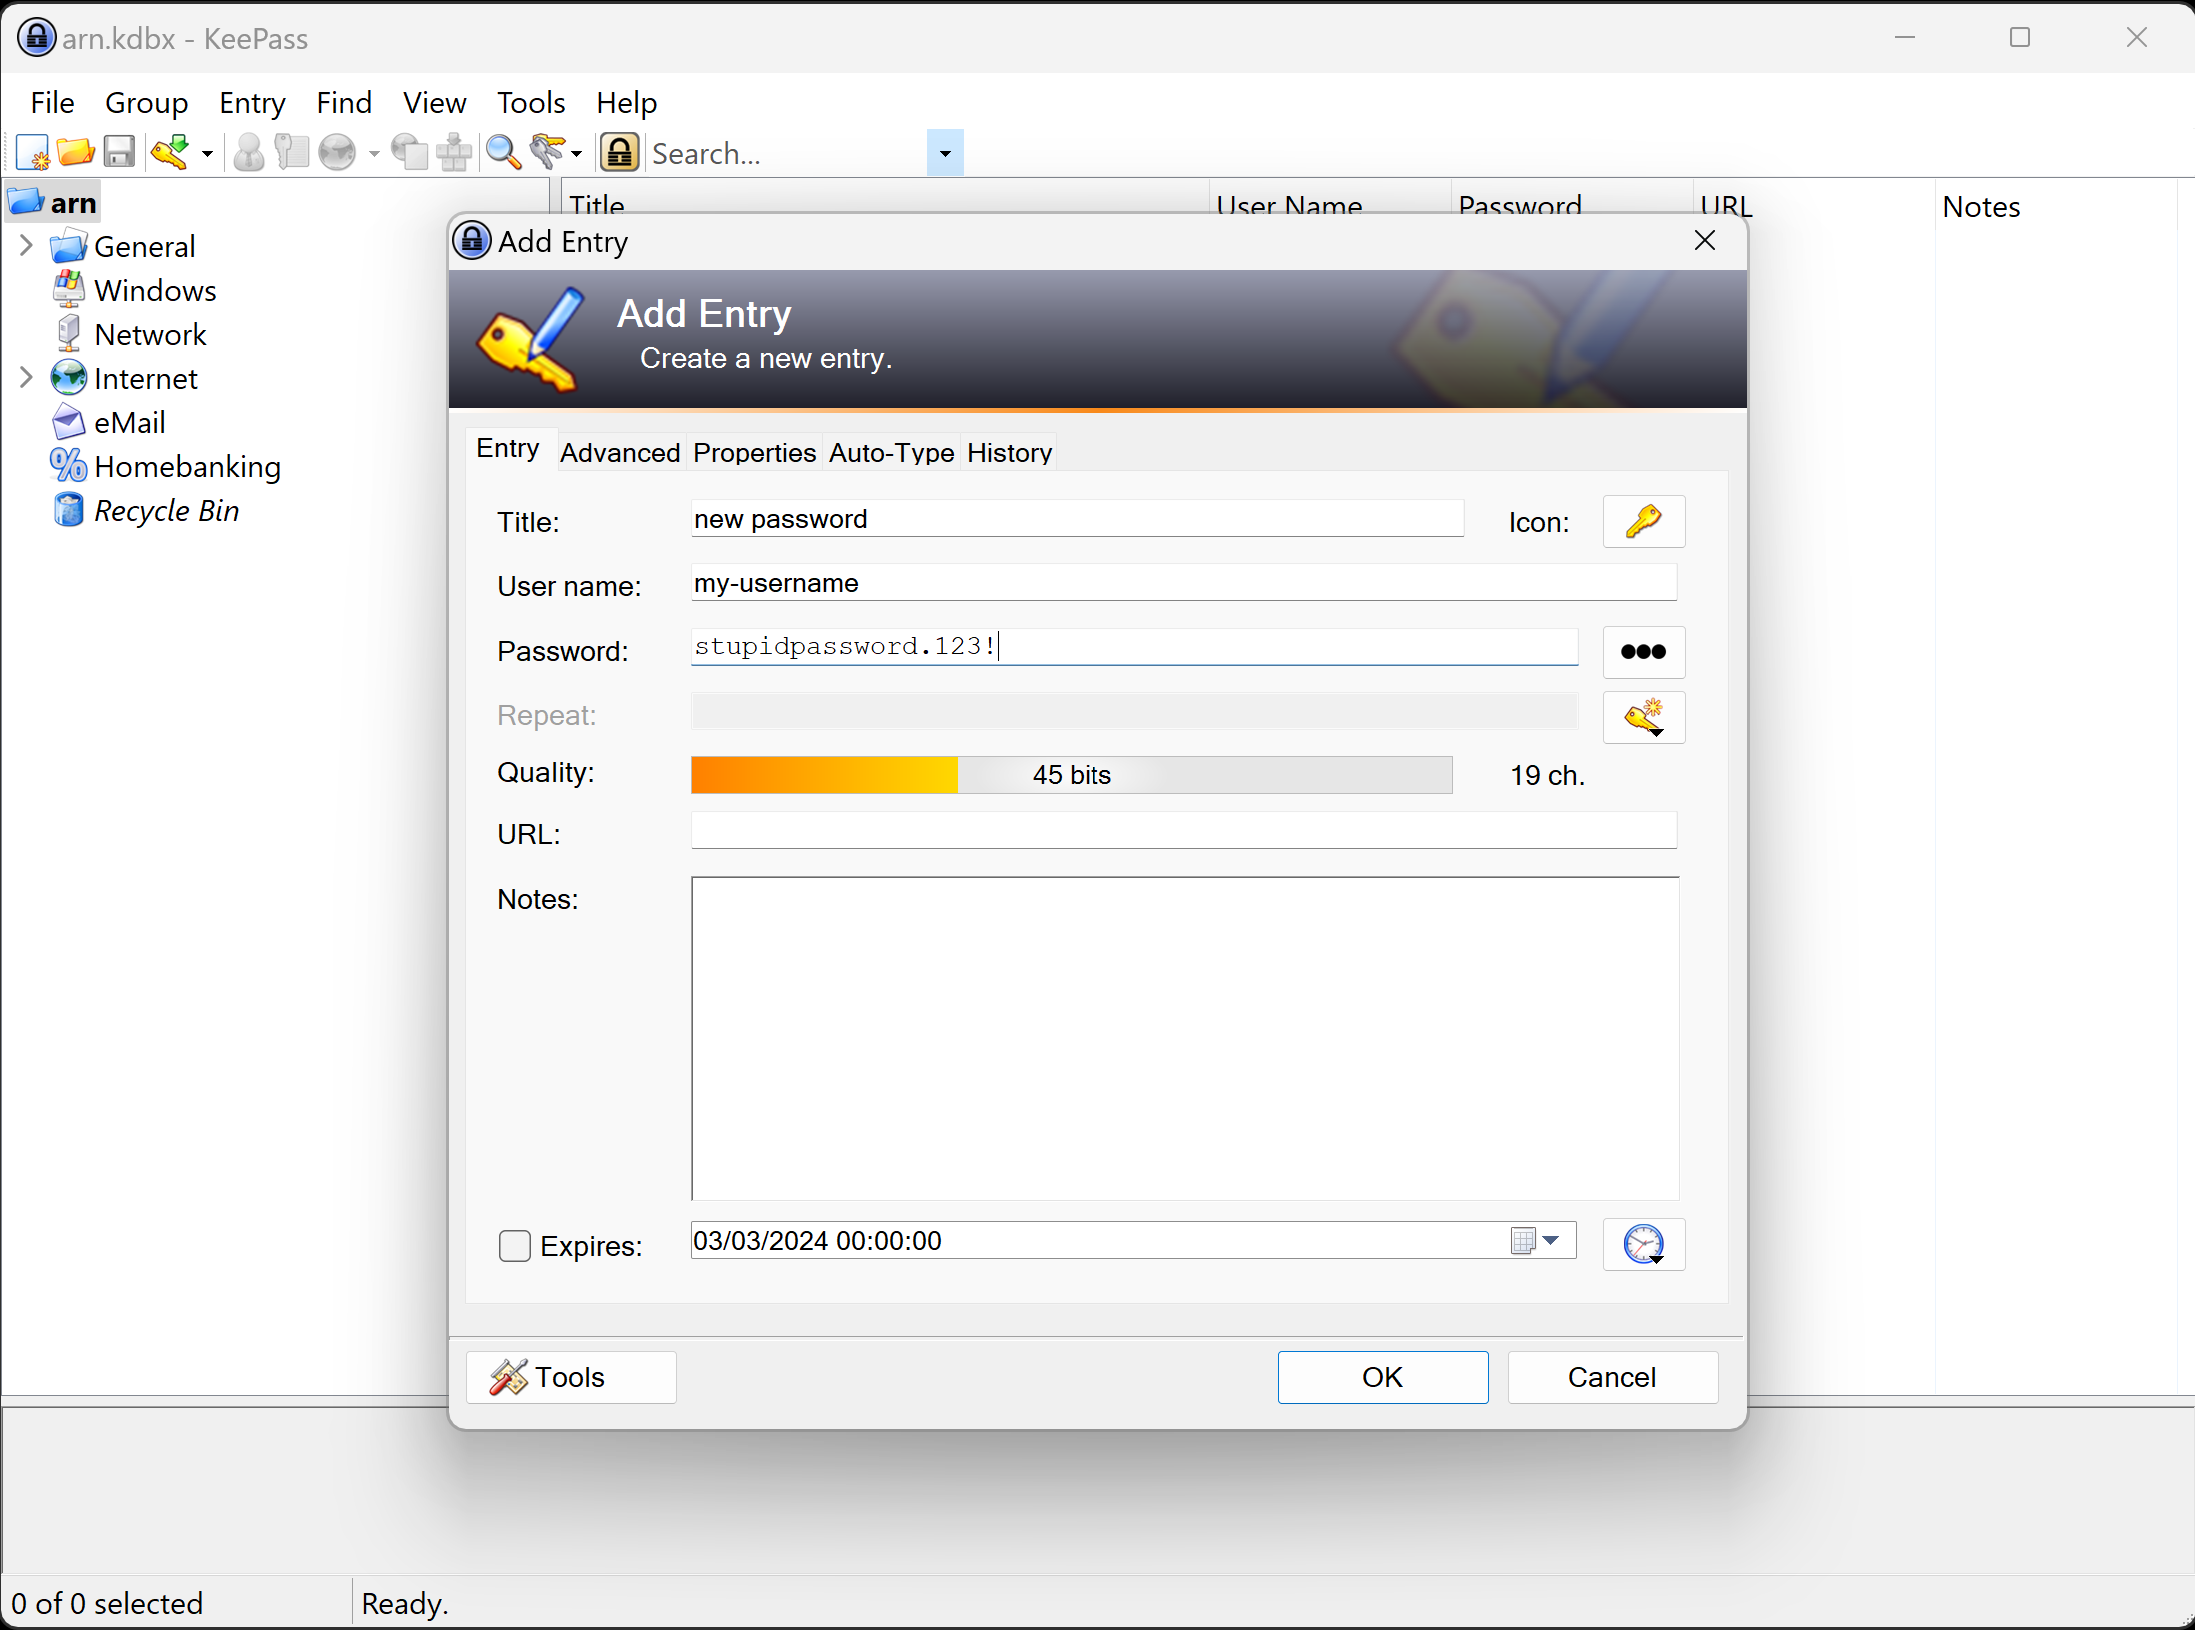 arn.kdbx - KeePass
File Group Entry Find View Tools Help
Search...
arn
General
Windows
Network
Internet
eMail
Homebanking
Recycle Bin
Title User Name Password URL Notes
Add Entry
Add Entry
Create a new entry.
Entry Advanced Properties Auto-Type History
Title: new password Icon:
User name: my-username
Password: stupidpassword.123!
Repeat:
Quality: 45 bits 19 ch.
URL:
Notes:
Expires: 03/03/2024 00:00:00
Tools OK Cancel
0 of 0 selected Ready.